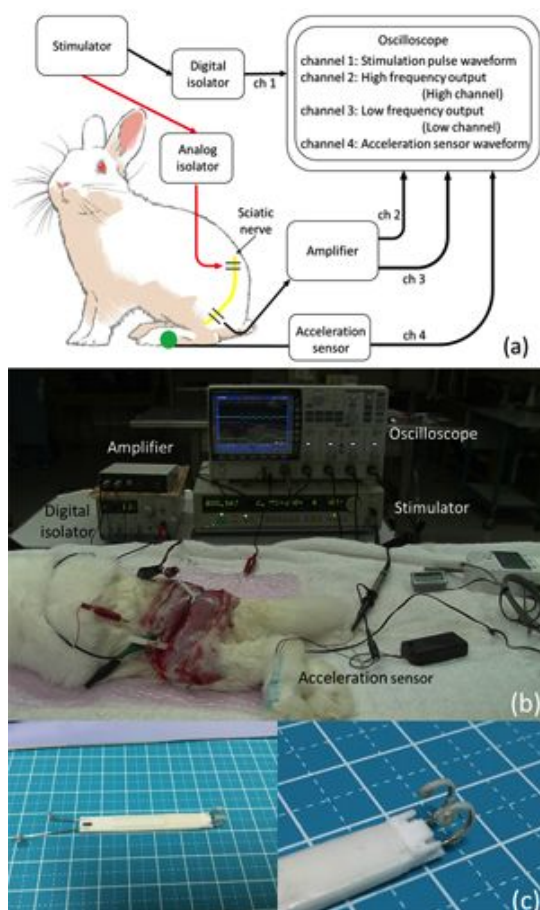 Stimulator
Digital
isolator
ch 1
Oscilloscope
channel 1: Stimulation pulse waveform
channel 2: High frequency output
(High channel)
channel 3: Low frequency output
(Low channel)
channel 4: Acceleration sensor waveform
Analog
isolator
Sciatic
nerve
Amplifier
ch 2
ch 3
Acceleration
sensor
ch 4
(a)
Amplifier
Oscilloscope
Digital
isolator
Stimulator
Acceleration sensor
(b)
(c)